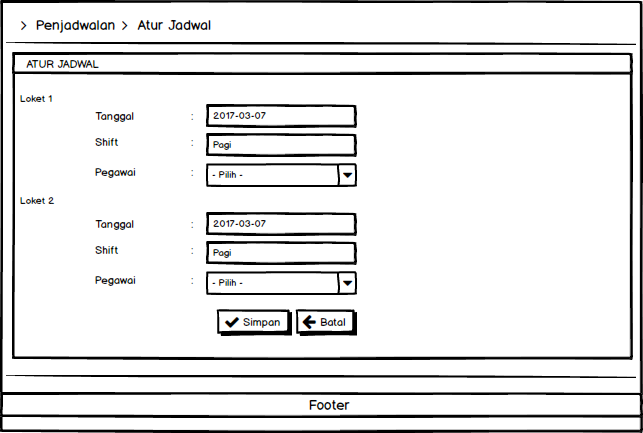 > Penjadwalan > Atur Jadwal
ATUR JADWAL
Loket 1
Tanggal : 2017-03-07
Shift : Pagi
Pegawai : - Pilih -
Loket 2
Tanggal : 2017-03-07
Shift : Pagi
Pegawai : - Pilih -
Simpan Batal
Footer